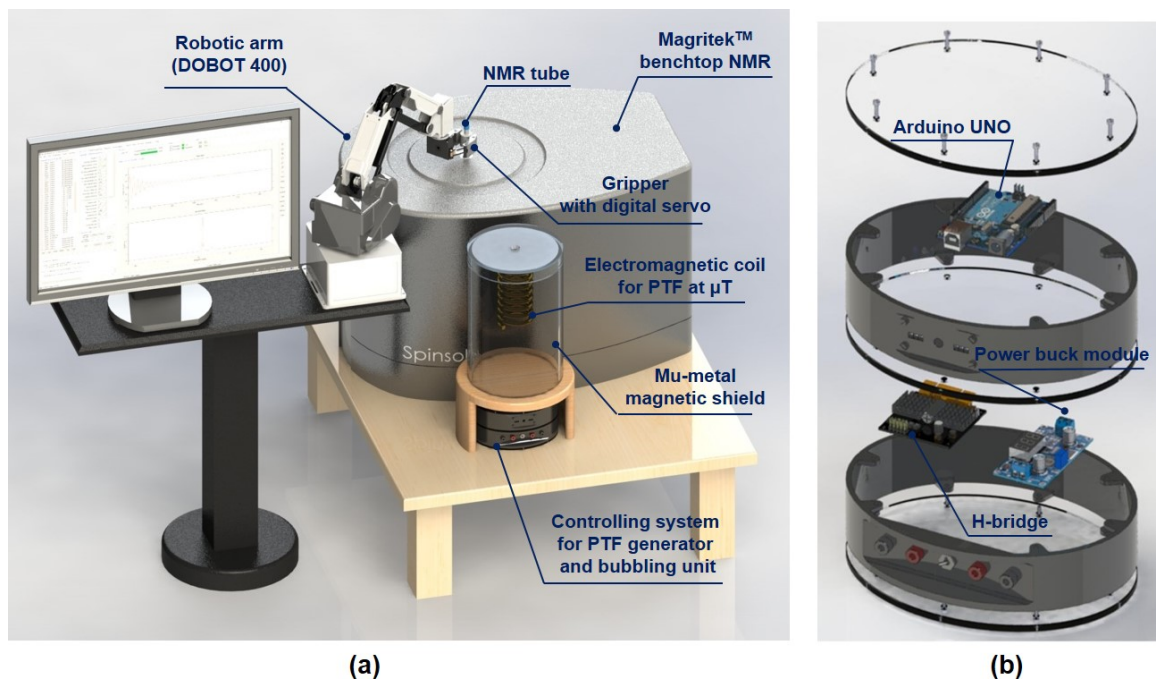 Robotic arm
(DOBOT 400)
NMR tube
Magritek™
benchtop NMR
Gripper
with digital servo
Electromagnetic coil
for PTF at µT
Spinsol
Mu-metal
magnetic shield
Controlling system
for PTF generator
and bubbling unit
(a)
Arduino UNO
Power buck module
H-bridge
(b)